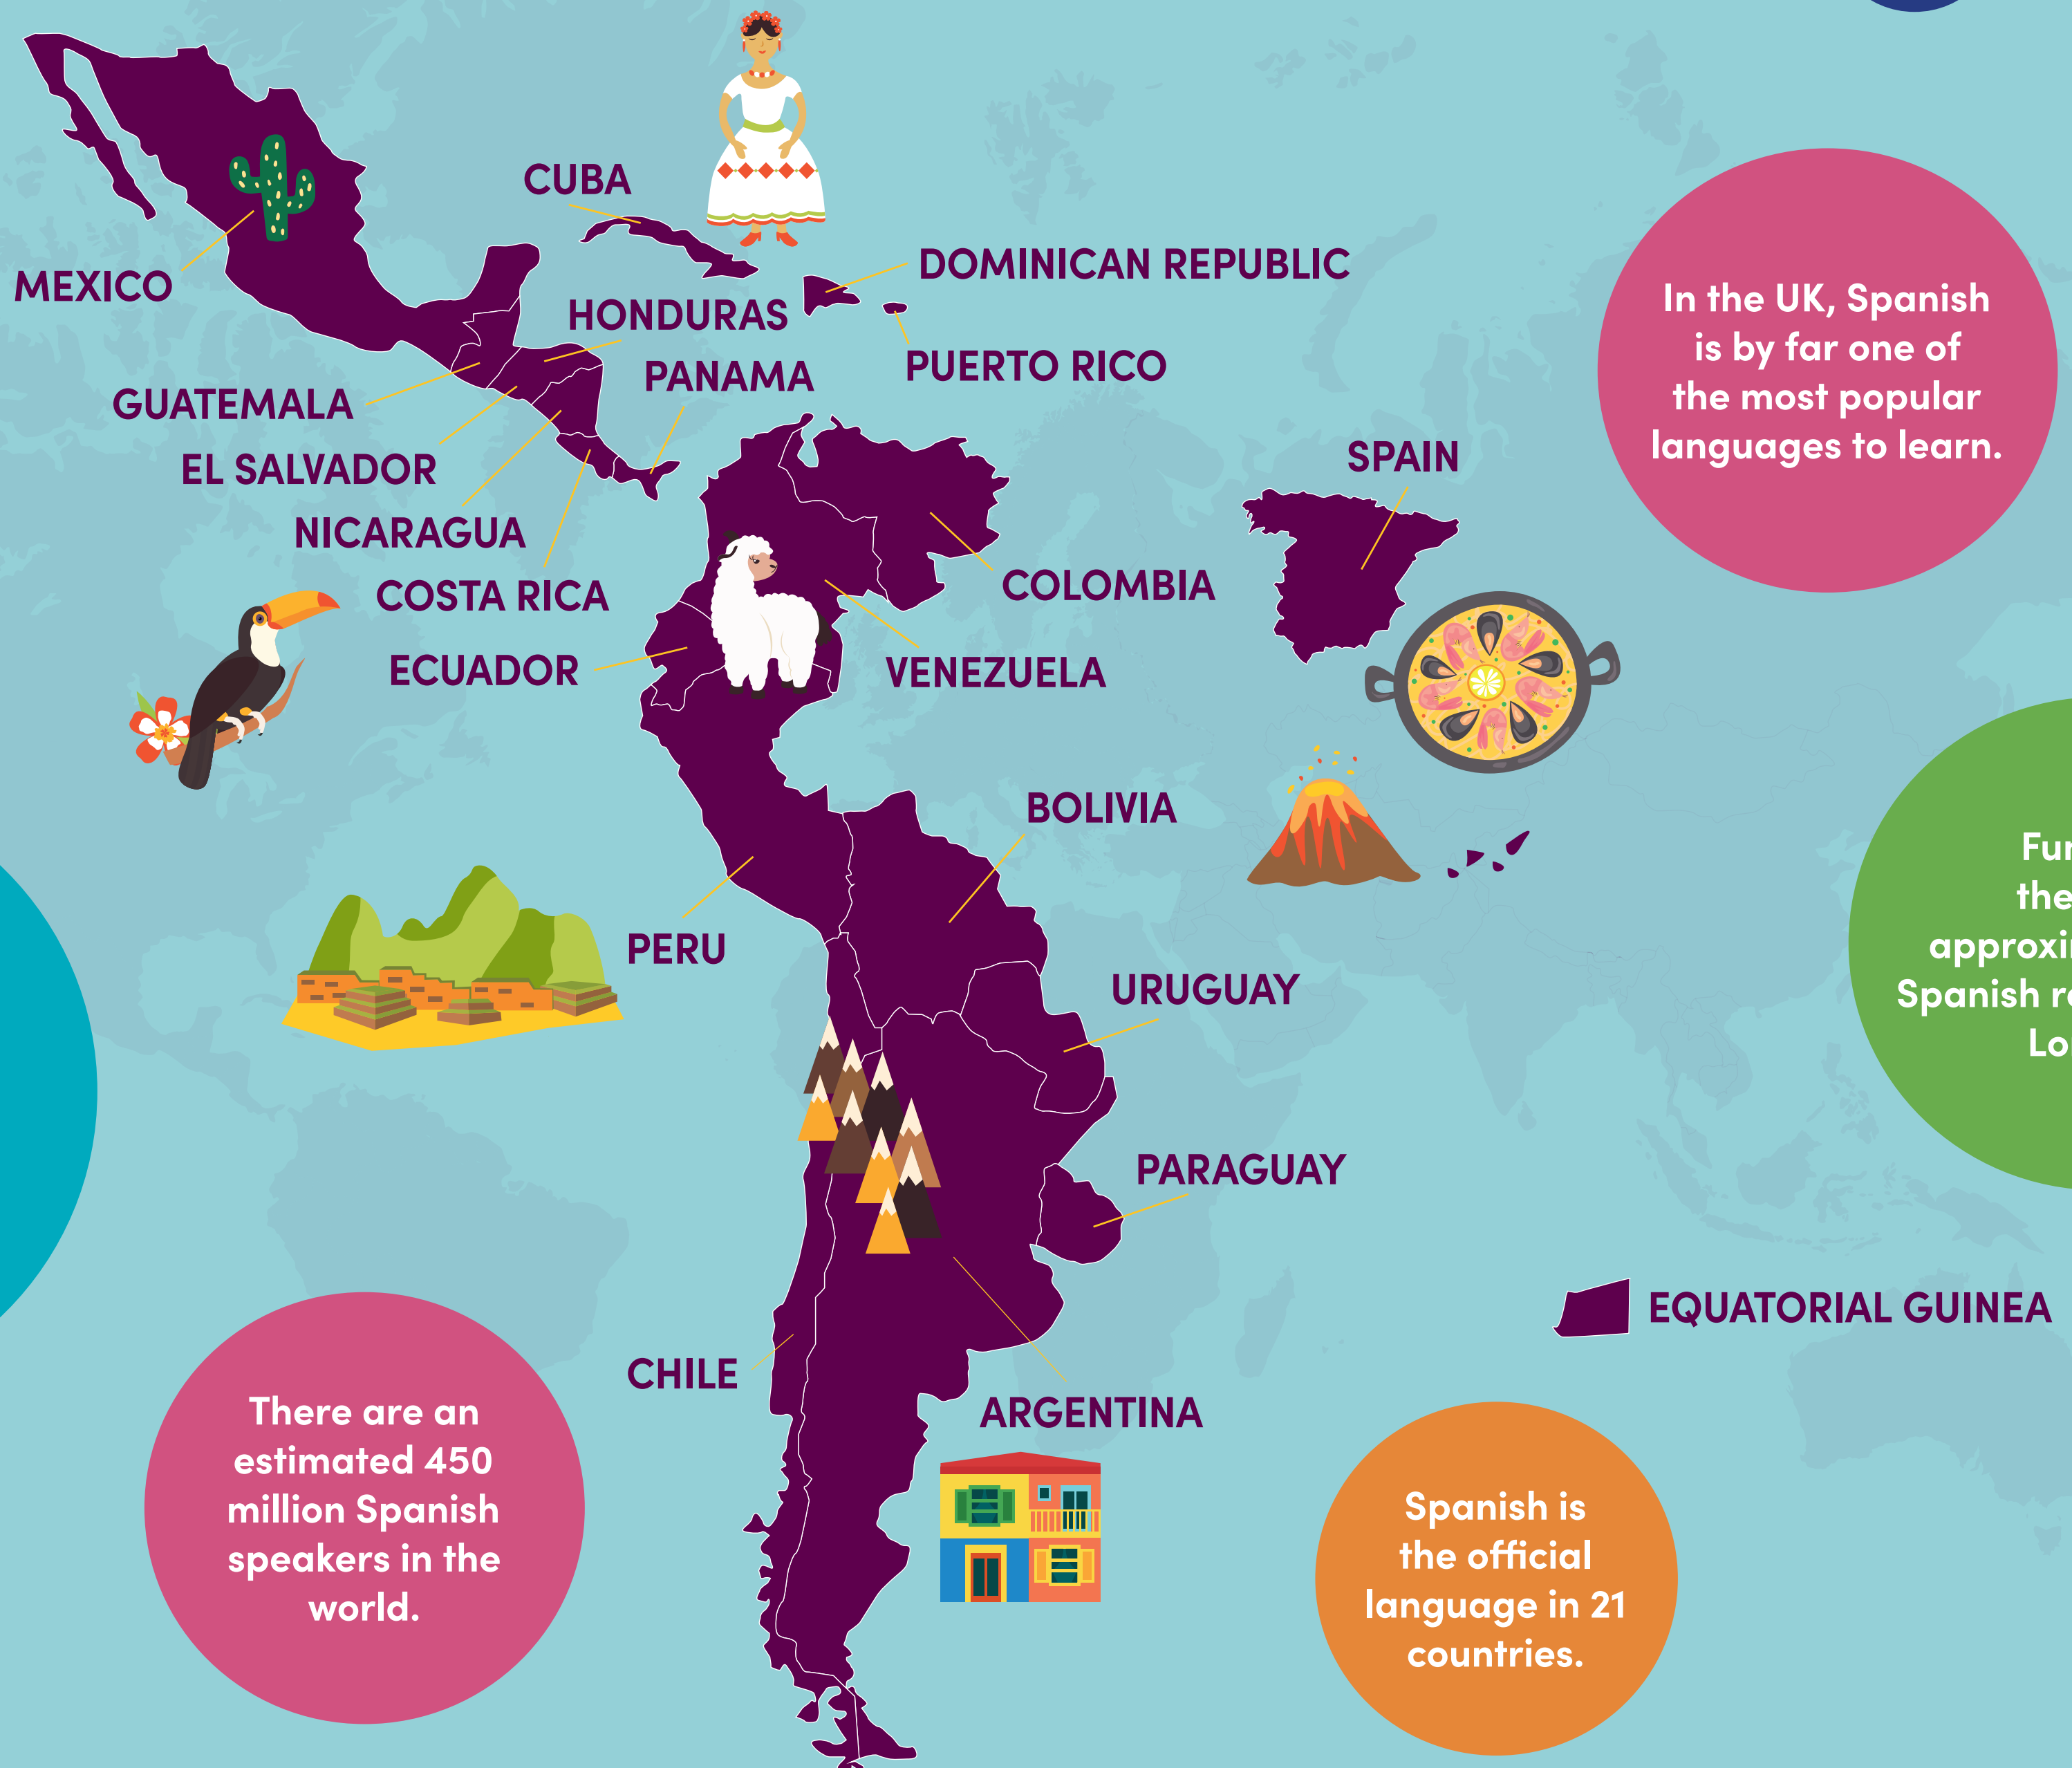 CUBA
DOMINICAN REPUBLIC
MEXICO
HONDURAS
PUERTO RICO
PANAMA
GUATEMALA
EL SALVADOR
NICARAGUA
COSTA RICA
ECUADOR
COLOMBIA
VENEZUELA
SPAIN
In the UK, Spanish
is by far one of
the most popular
languages to learn.
BOLIVIA
PERU
URUGUAY
PARAGUAY
EQUATORIAL GUINEA
CHILE
ARGENTINA
the
Spanish
There are an
estimated 450
million Spanish
speakers in the
world.
Spanish is
the official
language in 21
countries.